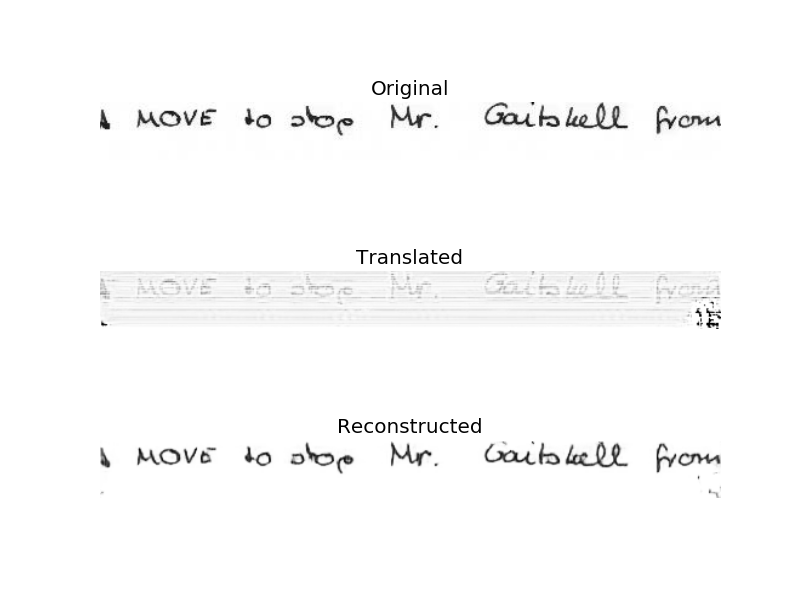 Original
A MOVE to stop Mr. Gaitskell from
Translated
A MOVE to stop Mr. Gaitskell from
Reconstructed
A MOVE to stop Mr. Gaitskell from